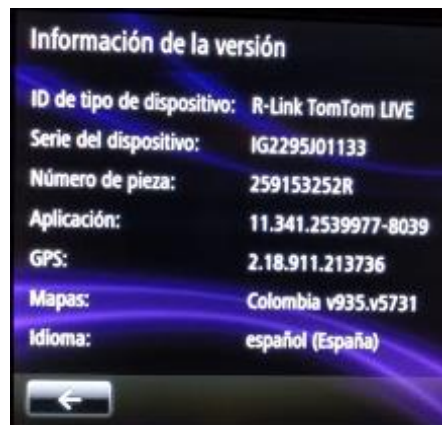 Información de la versión
ID de tipo de dispositivo: R-Link TomTom LIVE
Serie del dispositivo: IG2295J01133
Número de pieza: 259153252R
Aplicación: 11.341.2539977-8039
GPS: 2.18.911.213736
Mapas: Colombia v935.v5731
Idioma: español (España)